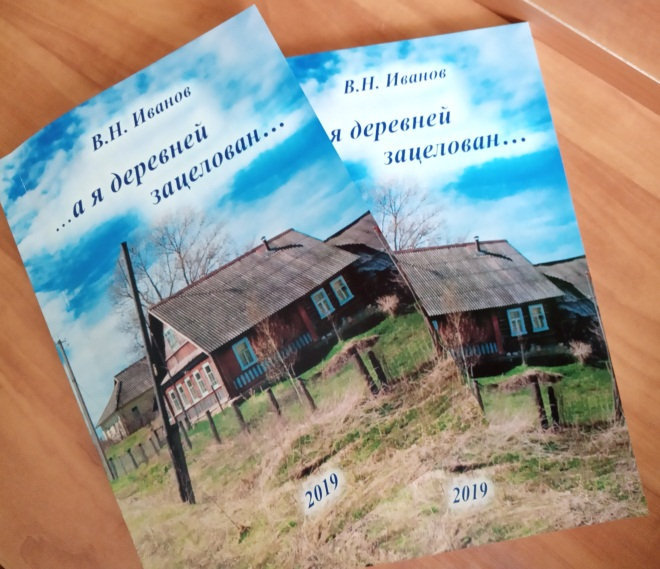 В.Н. Иванов
...а я деревней
зацелован...
2019
В.Н. Иванов
я деревней
зацелован...
2019